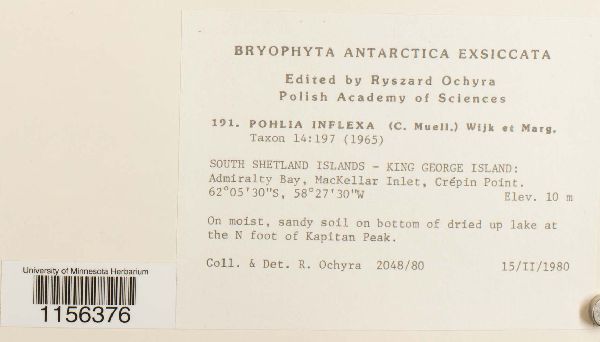 BRYOPHYTA ANTARCTICA EXSICCATA
Edited by Ryszard Ochyra
Polish Academy of Sciences
191. POHLIA INFLEXA (C. Muell.) Wijk et Marg.
Taxon 14:197 (1965)
SOUTH SHETLAND ISLANDS - KING GEORGE ISLAND:
Admiralty Bay, MacKellar Inlet, Crépin Point.
62°05'30"S, 58°27'30"W Elev. 10 m
On moist, sandy soil on bottom of dried up lake at
the N foot of Kapitan Peak.
Coll. & Det. R. Ochyra 2048/80 15/II/1980
University of Minnesota Herbarium
1156376